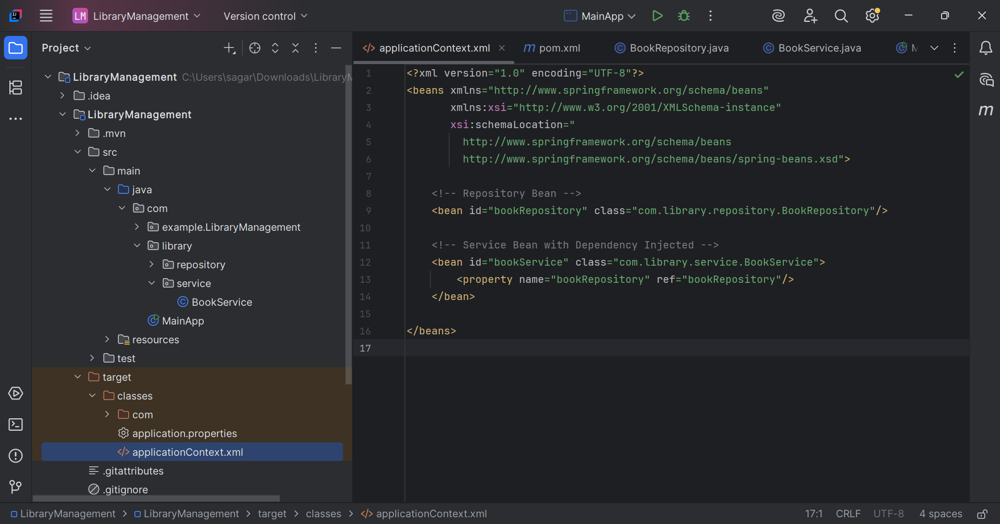 LM LibraryManagement Version control MainApp
Project
LibraryManagement C:\Users\sagar\Downloads\Library
.idea
LibraryManagement
.mvn
src
main
java
com
example.LibraryManagement
library
repository
service
BookService
MainApp
resources
test
target
classes
com
application.properties
applicationContext.xml
.gitattributes
.gitignore
applicationContext.xml pom.xml BookRepository.java BookService.java
1 <?xml version="1.0" encoding="UTF-8"?>
2 <beans xmlns="http://www.springframework.org/schema/beans"
3 xmlns:xsi="http://www.w3.org/2001/XMLSchema-instance"
4 xsi:schemaLocation="
5 http://www.springframework.org/schema/beans
6 http://www.springframework.org/schema/beans/spring-beans.xsd">
7
8 <!-- Repository Bean -->
9 <bean id="bookRepository" class="com.library.repository.BookRepository"/>
10
11 <!-- Service Bean with Dependency Injected -->
12 <bean id="bookService" class="com.library.service.BookService">
13 <property name="bookRepository" ref="bookRepository"/>
14 </bean>
15
16 </beans>
17
LibraryManagement > LibraryManagement > target > classes > applicationContext.xml 17:1 CRLF UTF-8 4 spaces